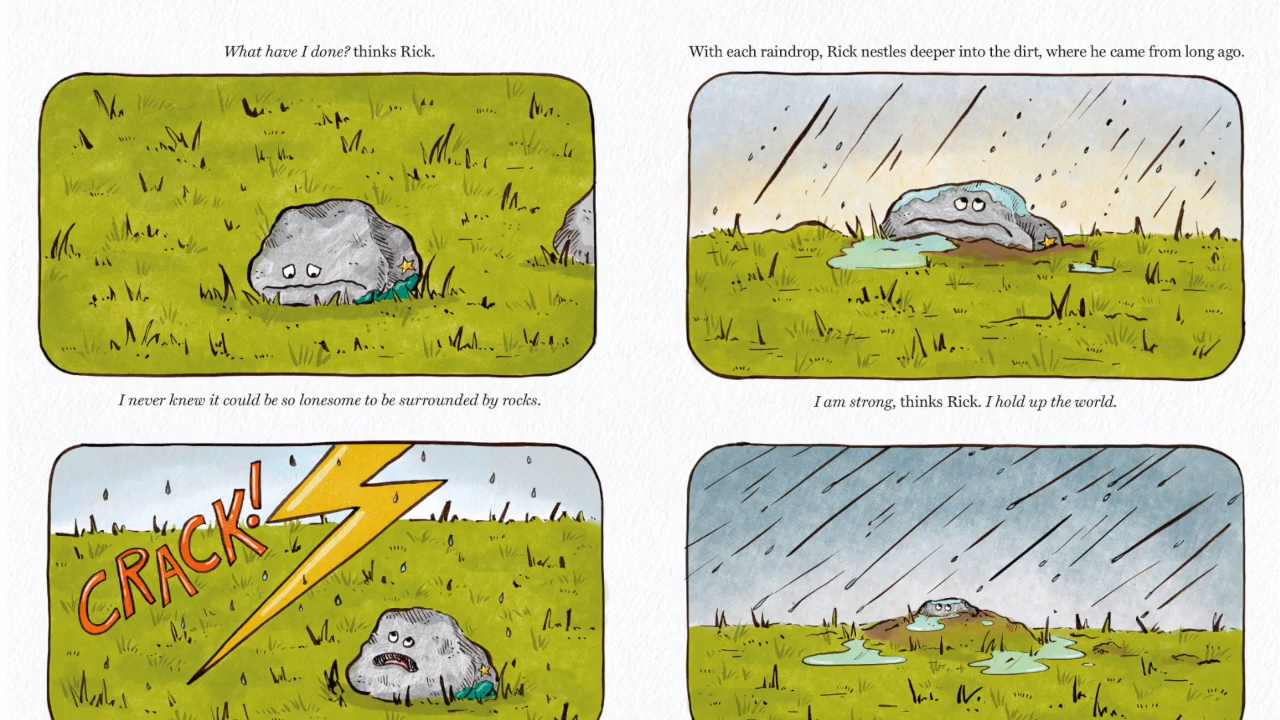 What have I done? thinks Rick.
I never knew it could be so lonesome to be surrounded by rocks.
CRACK!
With each raindrop, Rick nestles deeper into the dirt, where he came from long ago.
I am strong, thinks Rick. I hold up the world.